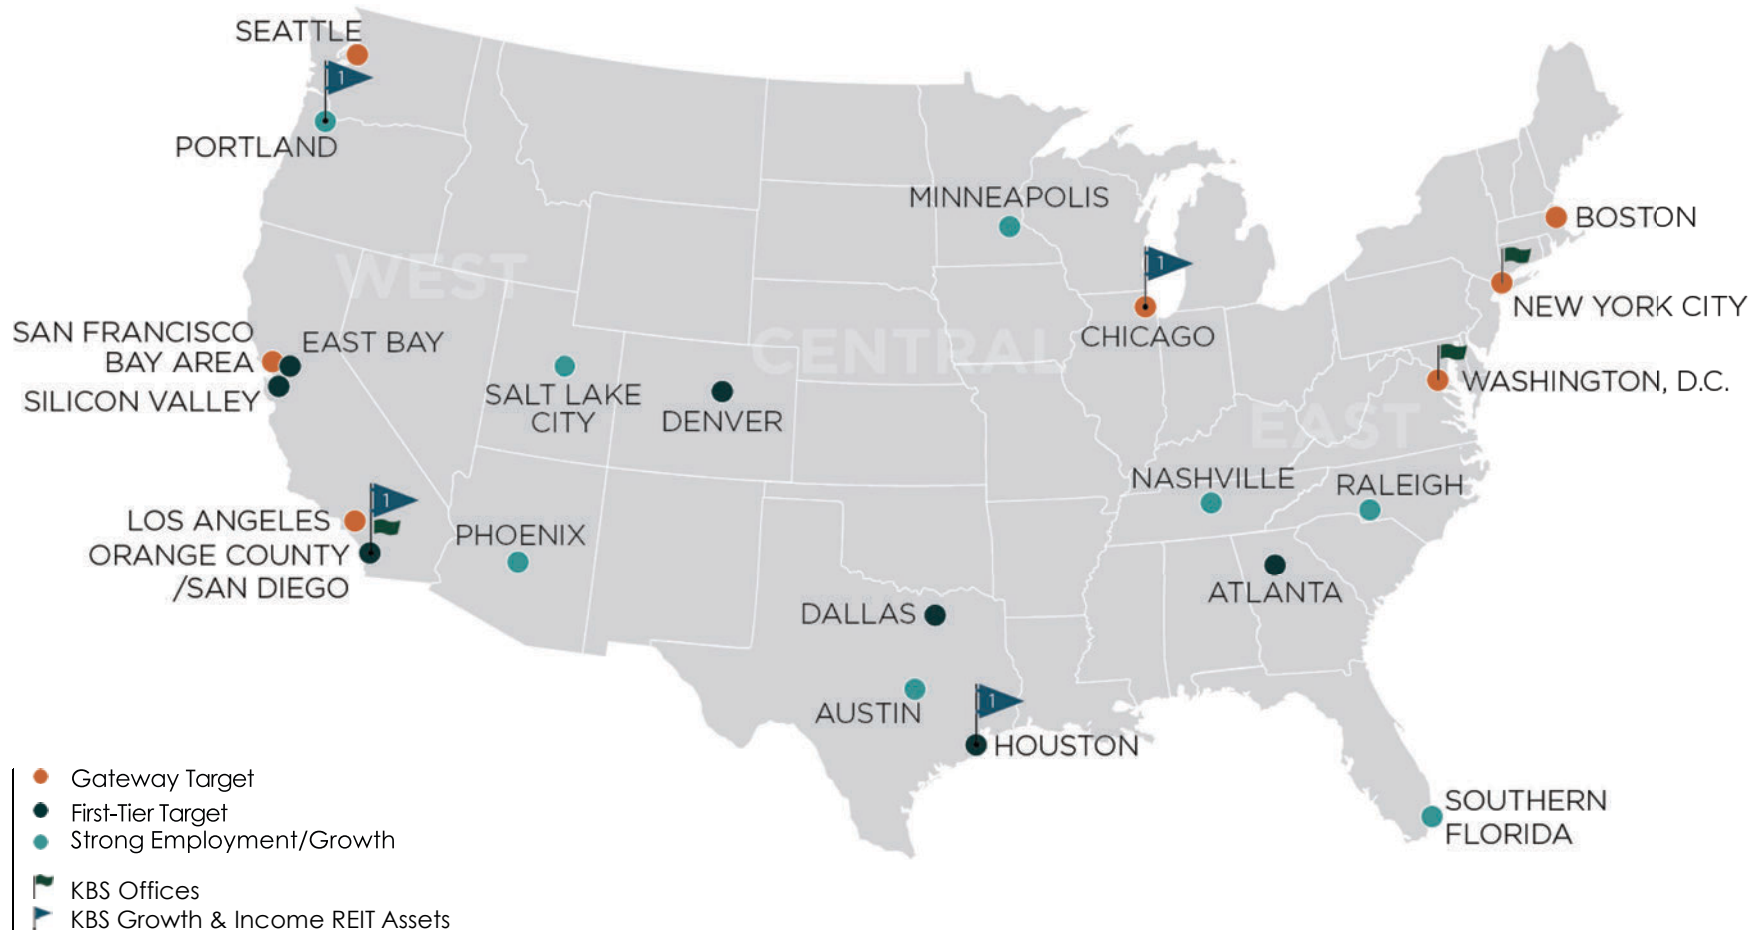 SEATTLE
1
PORTLAND
MINNEAPOLIS
BOSTON
WEST
1
NEW YORK CITY
SAN FRANCISCO
BAY AREA
EAST BAY
SILICON VALLEY
CENTRAL
CHICAGO
SALT LAKE
CITY
DENVER
WASHINGTON, D.C.
EAST
NASHVILLE
RALEIGH
1
LOS ANGELES
ORANGE COUNTY
/SAN DIEGO
PHOENIX
ATLANTA
DALLAS
AUSTIN
1
HOUSTON
SOUTHERN
FLORIDA
Gateway Target
First-Tier Target
Strong Employment/Growth
KBS Offices
KBS Growth & Income REIT Assets